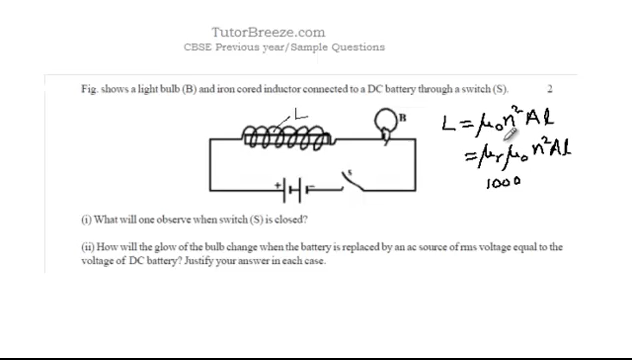 TutorBreeze.com
CBSE Previous year/Sample Questions
Fig. shows a light bulb (B) and iron cored inductor connected to a DC battery through a switch (S). 2
L
B
L = μ₀n²Al
= μᵣμ₀n²Al
1000
+
s
(i) What will one observe when switch (S) is closed?
(ii) How will the glow of the bulb change when the battery is replaced by an ac source of rms voltage equal to the
voltage of DC battery? Justify your answer in each case.